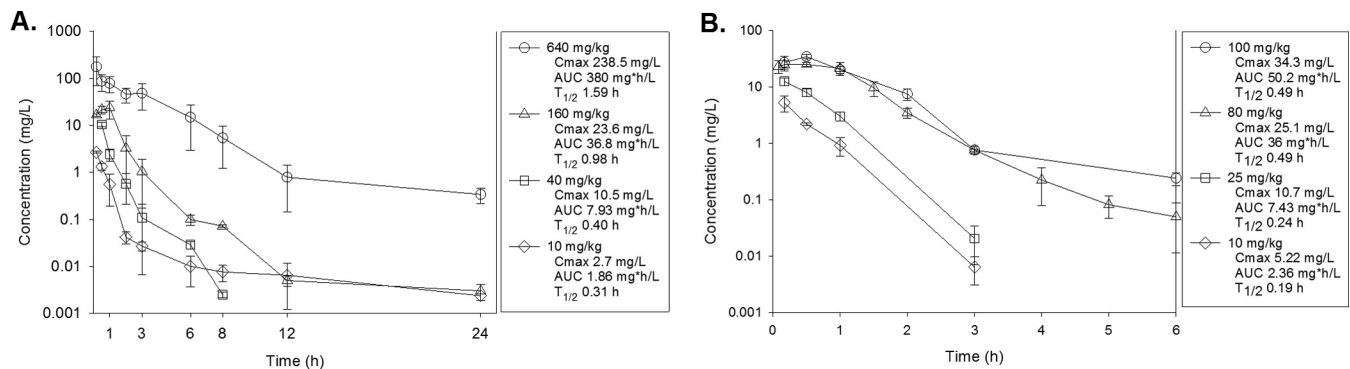 A.
1000
100
10
1
0.1
0.01
0.001
Concentration (mg/L)
1 3 6 8 12 24
Time (h)
640 mg/kg
Cmax 238.5 mg/L
AUC 380 mg*h/L
T1/2 1.59 h
160 mg/kg
Cmax 23.6 mg/L
AUC 36.8 mg*h/L
T1/2 0.98 h
40 mg/kg
Cmax 10.5 mg/L
AUC 7.93 mg*h/L
T1/2 0.40 h
10 mg/kg
Cmax 2.7 mg/L
AUC 1.86 mg*h/L
T1/2 0.31 h
B.
100
10
1
0.1
0.01
0.001
Concentration (mg/L)
0 1 2 3 4 5 6
Time (h)
100 mg/kg
Cmax 34.3 mg/L
AUC 50.2 mg*h/L
T1/2 0.49 h
80 mg/kg
Cmax 25.1 mg/L
AUC 36 mg*h/L
T1/2 0.49 h
25 mg/kg
Cmax 10.7 mg/L
AUC 7.43 mg*h/L
T1/2 0.24 h
10 mg/kg
Cmax 5.22 mg/L
AUC 2.36 mg*h/L
T1/2 0.19 h